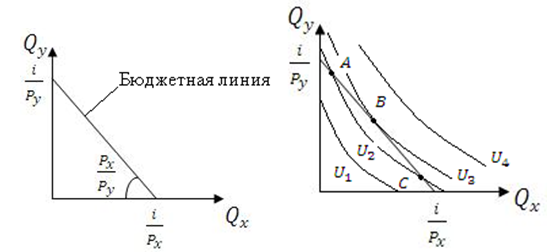 Q_y
i/P_y
Бюджетная линия
P_x/P_y
Q_x
i/P_x
Q_y
i/P_y
A
B
U_2
U_4
U_1
C
U_3
Q_x
i/P_x